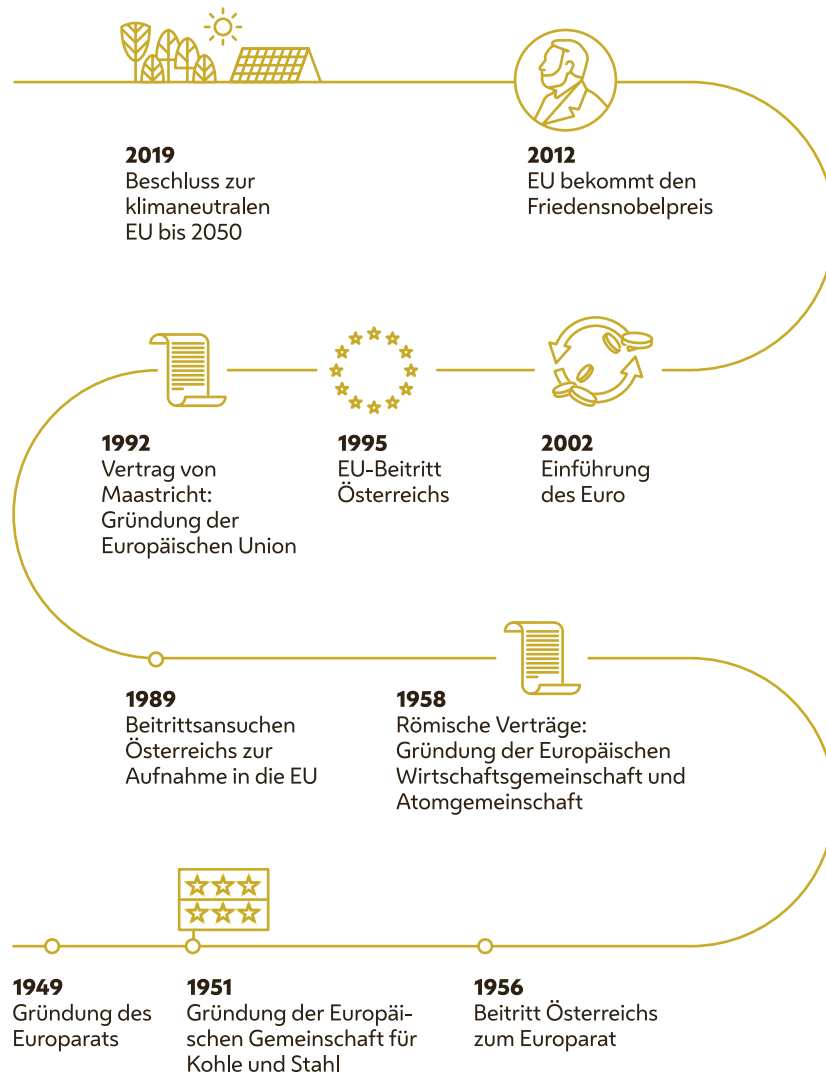 2019
Beschluss zur
klimaneutralen
EU bis 2050
2012
EU bekommt den
Friedensnobelpreis
1992
Vertrag von
Maastricht:
Gründung der
Europäischen Union
1995
EU-Beitritt
Österreichs
2002
Einführung
des Euro
1989
Beitrittsansuchen
Österreichs zur
Aufnahme in die EU
1958
Römische Verträge:
Gründung der Europäischen
Wirtschaftsgemeinschaft und
Atomgemeinschaft
1949
Gründung des
Europarats
1951
Gründung der Europäi-
schen Gemeinschaft für
Kohle und Stahl
1956
Beitritt Österreichs
zum Europarat